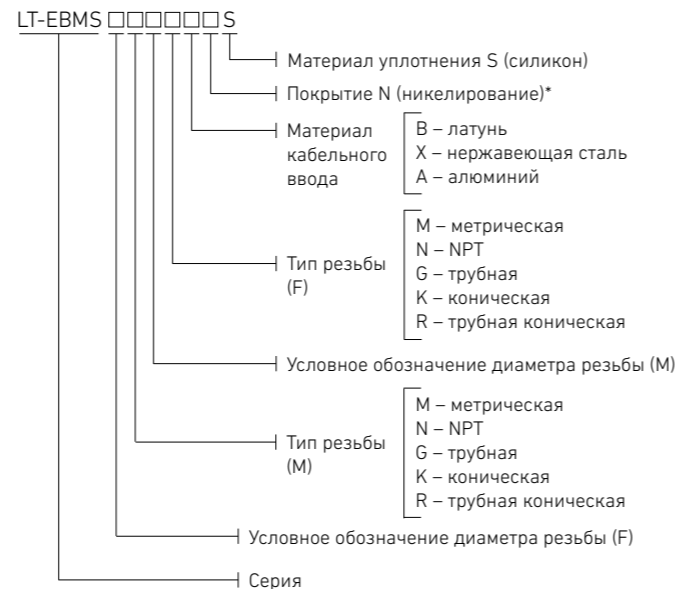 LT-EBMS □□□□□□ S
Материал уплотнения S (силикон)
Покрытие N (никелирование)*
Материал
кабельного
ввода
B – латунь
X – нержавеющая сталь
A – алюминий
Тип резьбы
(F)
M – метрическая
N – NPT
G – трубная
K – коническая
R – трубная коническая
Условное обозначение диаметра резьбы (M)
Тип резьбы
(M)
M – метрическая
N – NPT
G – трубная
K – коническая
R – трубная коническая
Условное обозначение диаметра резьбы (F)
Серия